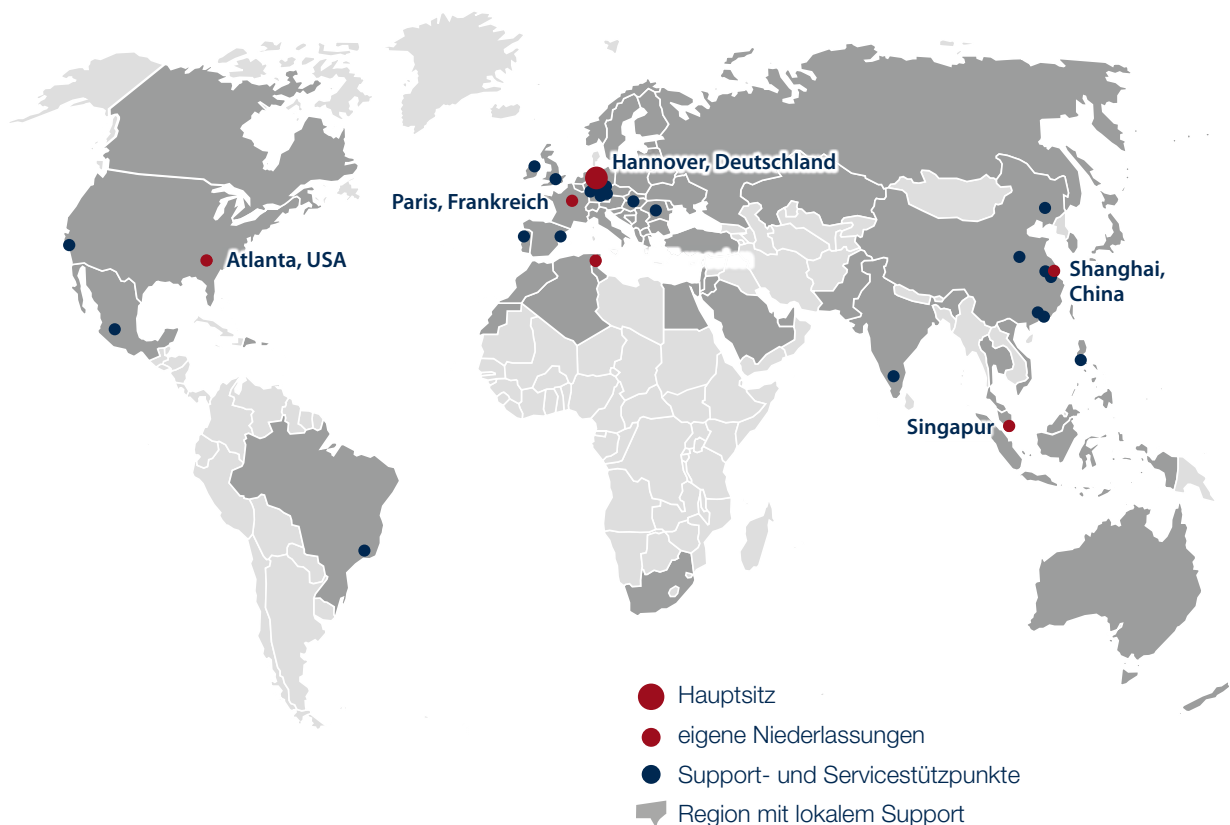 Hannover, Deutschland
Paris, Frankreich
Atlanta, USA
Shanghai,
China
Singapur
Hauptsitz
eigene Niederlassungen
Support- und Servicestützpunkte
Region mit lokalem Support